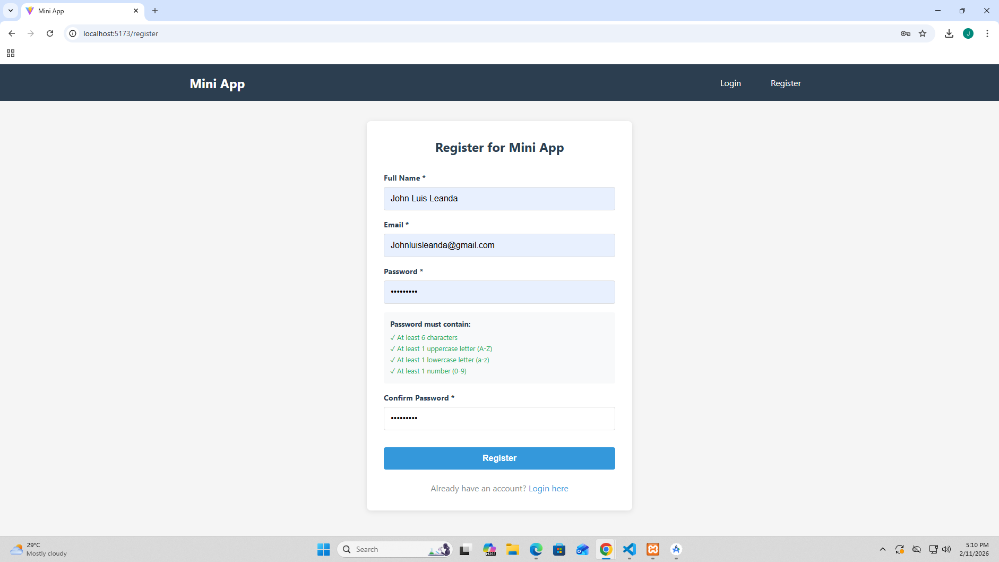 Mini App
localhost:5173/register
J
Mini App
Login
Register
Register for Mini App
Full Name *
John Luis Leanda
Email *
Johnluisleanda@gmail.com
Password *
•••••••••
Password must contain:
✓ At least 6 characters
✓ At least 1 uppercase letter (A-Z)
✓ At least 1 lowercase letter (a-z)
✓ At least 1 number (0-9)
Confirm Password *
•••••••••
Register
Already have an account? Login here
29°C
Mostly cloudy
Search
M365
5:10 PM
2/11/2026